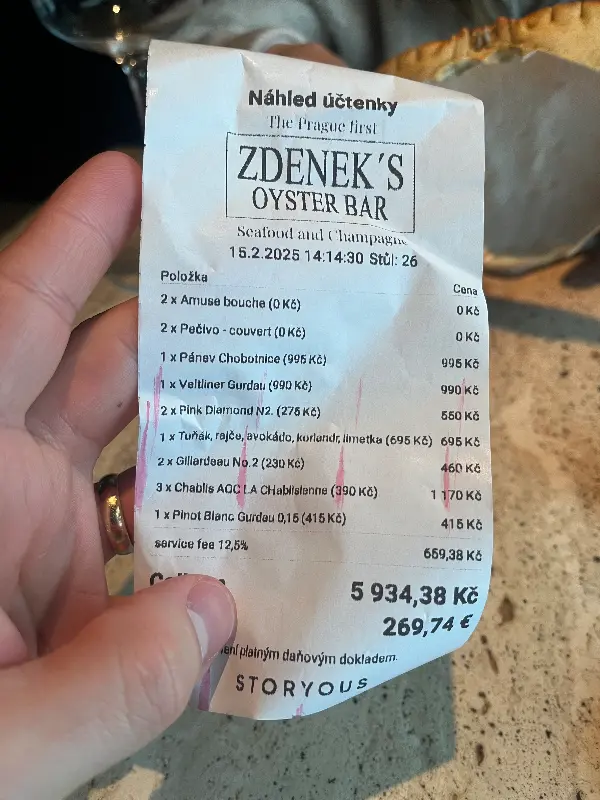 Náhled účtenky
The Prague first
ZDENEK´S
OYSTER BAR
Seafood and Champagne
15.2.2025 14:14:30 Stůl: 26
Položka Cena
2 x Amuse bouche (0 Kč) 0 Kč
2 x Pečivo - couvert (0 Kč) 0 Kč
1 x Pánev Chobotnice (995 Kč) 995 Kč
1 x Veltliner Gurdau (990 Kč) 990 Kč
2 x Pink Diamond N2. (275 Kč) 550 Kč
1 x Tuňák, rajče, avokádo, koriandr, limetka (695 Kč) 695 Kč
2 x Gillardeau No.2 (230 Kč) 460 Kč
3 x Chablis AOC LA CHablisienne (390 Kč) 1 170 Kč
1 x Pinot Blanc Gurdau 0,15 (415 Kč) 415 Kč
service fee 12,5% 659,38 Kč
5 934,38 Kč
269,74 €
platným daňovým dokladem.
STORYOUS